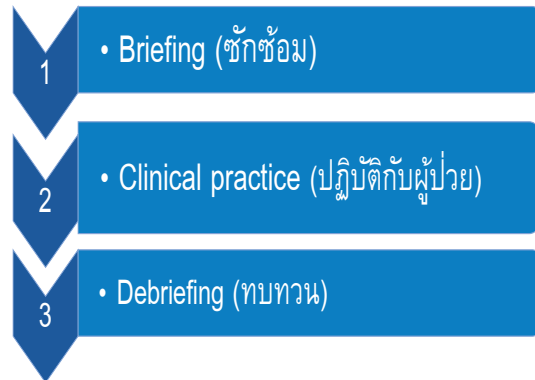 1
• Briefing (ซักซ้อม)
2
• Clinical practice (ปฏิบัติกับผู้ป่วย)
3
• Debriefing (ทบทวน)